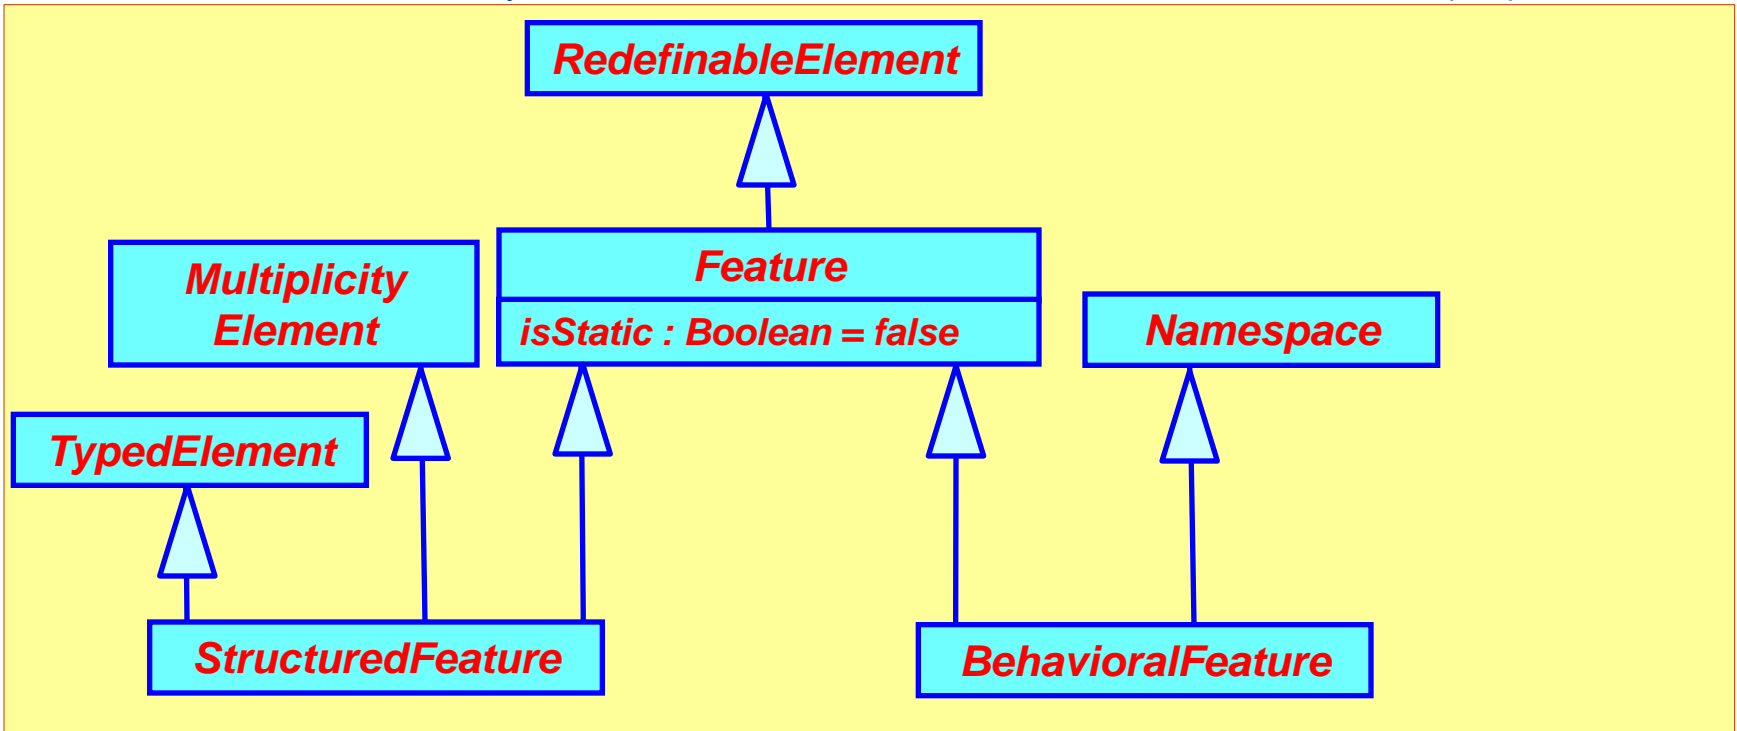 RedefinableElement
Multiplicity
Element
Feature
isStatic : Boolean = false
Namespace
TypedElement
StructuredFeature
BehavioralFeature